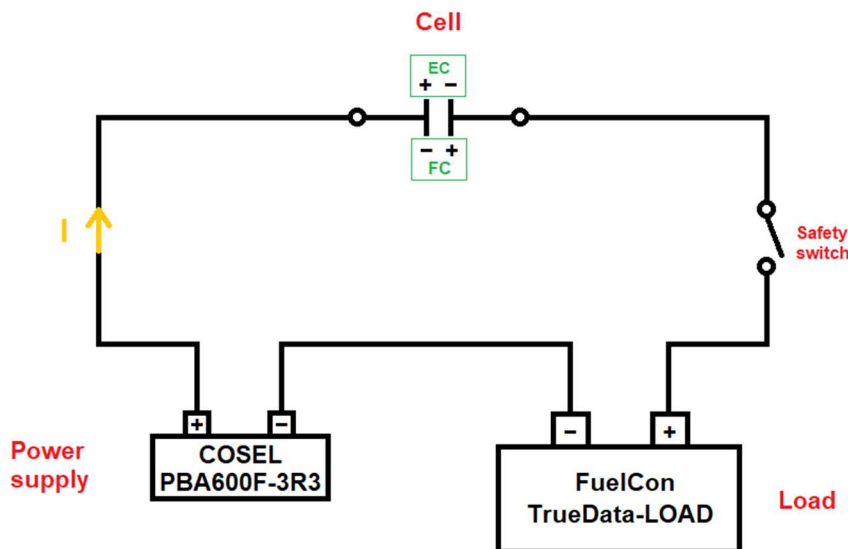 Cell
EC
+ −
− +
FC
I
Safety
switch
+ −
− +
Power
supply
COSEL
PBA600F-3R3
FuelCon
TrueData-LOAD
Load